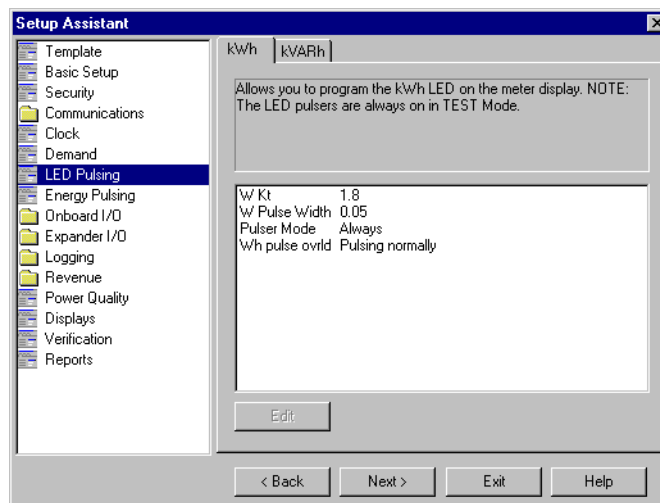 Setup Assistant
Template
Basic Setup
Security
Communications
Clock
Demand
LED Pulsing
Energy Pulsing
Onboard I/O
Expander I/O
Logging
Revenue
Power Quality
Displays
Verification
Reports
kWh kVARh
Allows you to program the kWh LED on the meter display. NOTE:
The LED pulsers are always on in TEST Mode.
W Kt 1.8
W Pulse Width 0.05
Pulser Mode Always
Wh pulse ovrld Pulsing normally
Edit
< Back Next > Exit Help